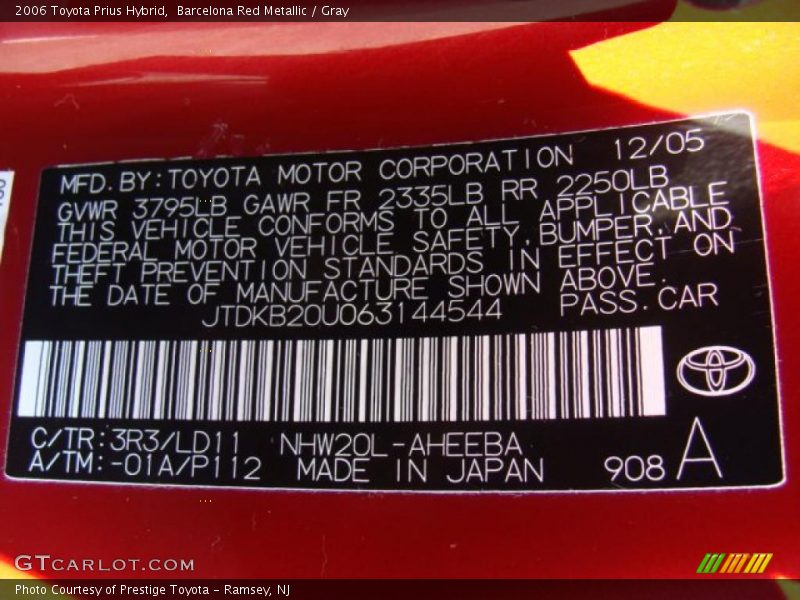 2006 Toyota Prius Hybrid,  Barcelona Red Metallic / Gray
MFD.BY:TOYOTA MOTOR CORPORATION 12/05
GVWR 3795LB GAWR FR 2335LB RR 2250LB
THIS VEHICLE CONFORMS TO ALL APPLICABLE
FEDERAL MOTOR VEHICLE SAFETY,BUMPER,AND
THEFT PREVENTION STANDARDS IN EFFECT ON
THE DATE OF MANUFACTURE SHOWN ABOVE.
JTDKB20U063144544 PASS.CAR
C/TR:3R3/LD11 NHW20L-AHEEBA
A/TM:-01A/P112 MADE IN JAPAN 908 A
GTCARLOT.COM
Photo Courtesy of Prestige Toyota - Ramsey, NJ